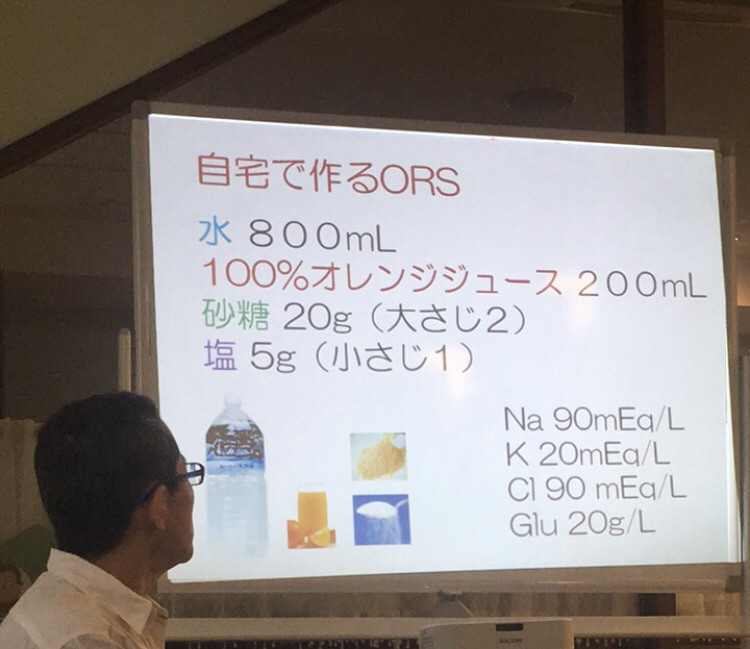 自宅で作るORS
水 800mL
100%オレンジジュース 200mL
砂糖 20g（大さじ2）
塩 5g（小さじ1）
Na 90mEq/L
K 20mEq/L
Cl 90 mEq/L
Glu 20g/L
RICOH